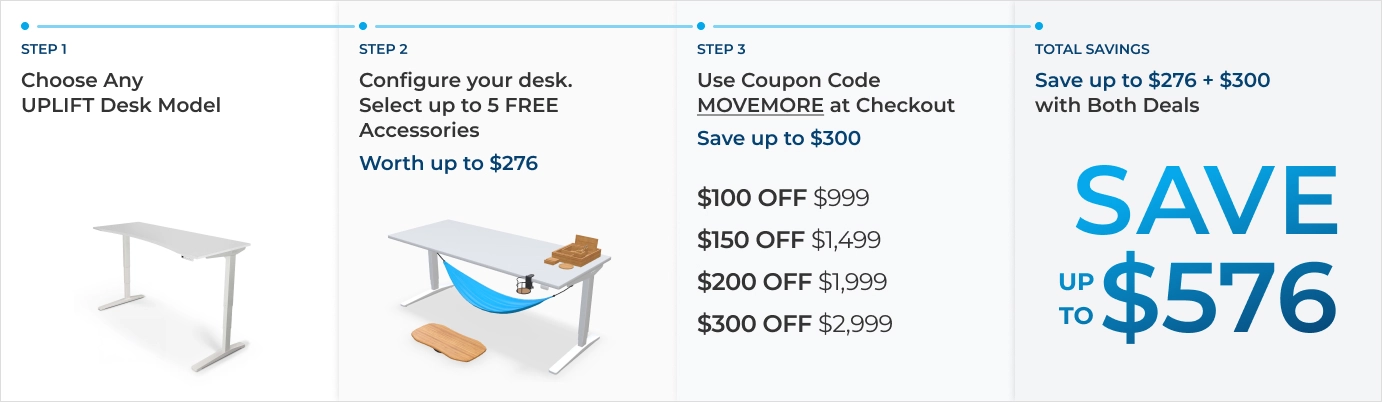 STEP 1
Choose Any
UPLIFT Desk Model
STEP 2
Configure your desk.
Select up to 5 FREE
Accessories
Worth up to $276
STEP 3
Use Coupon Code
MOVEMORE at Checkout
Save up to $300
$100 OFF $999
$150 OFF $1,499
$200 OFF $1,999
$300 OFF $2,999
TOTAL SAVINGS
Save up to $276 + $300
with Both Deals
SAVE
UP TO $576